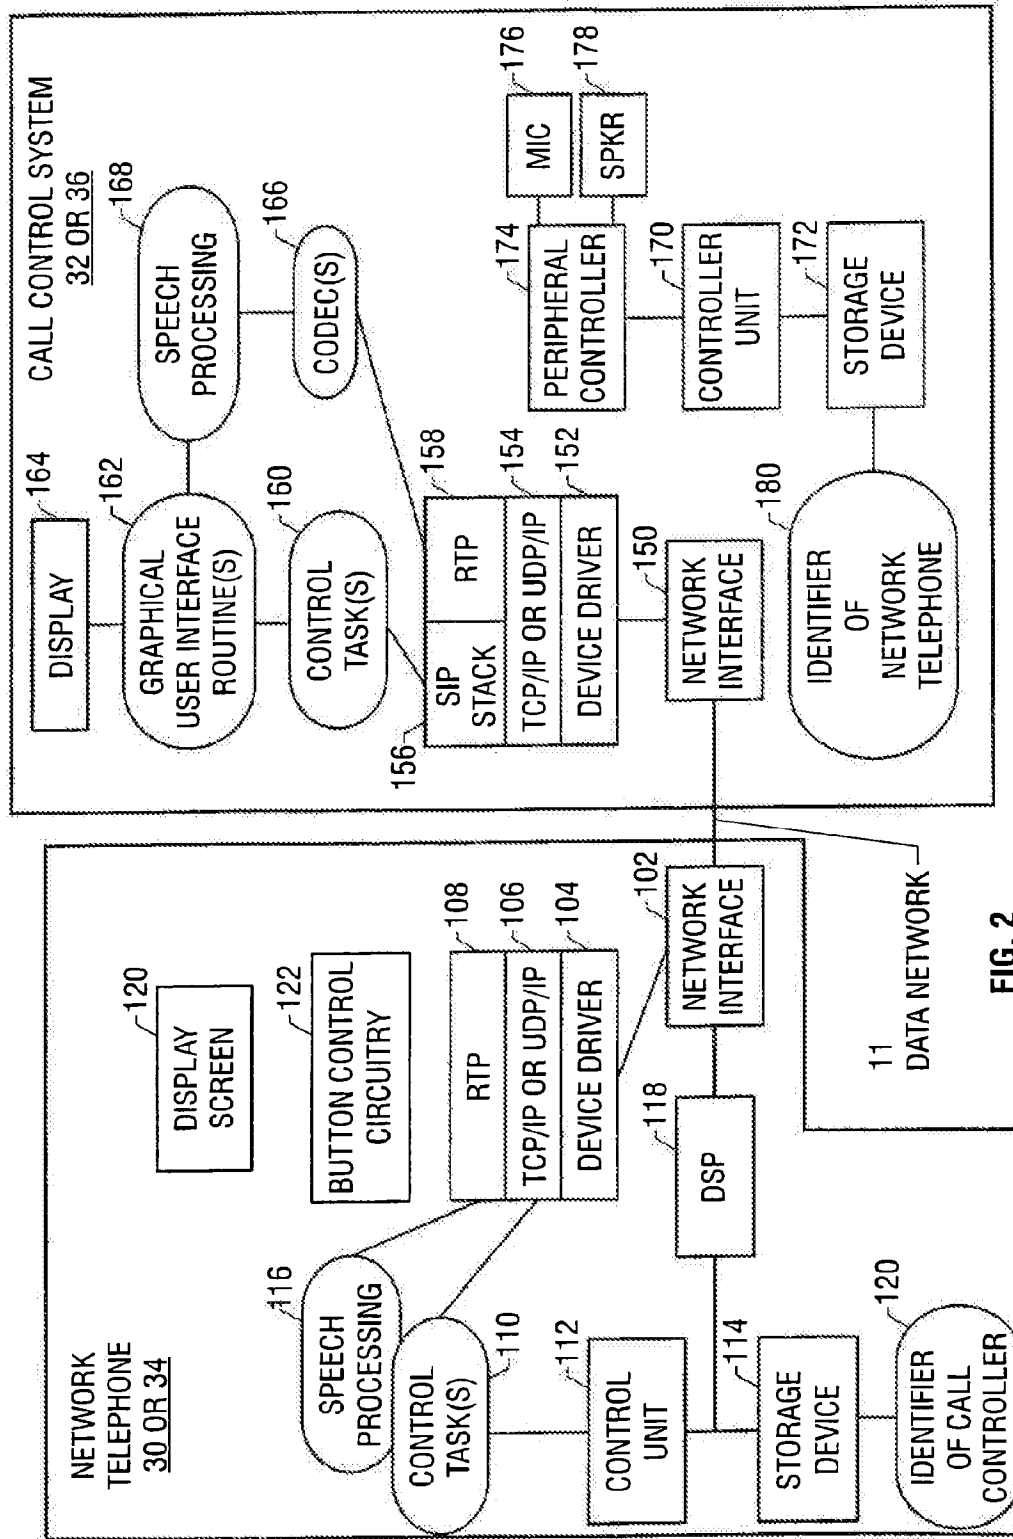 NETWORK
TELEPHONE
30 OR 34
116
SPEECH
PROCESSING
CONTROL
TASK(S)
110
CONTROL
UNIT
112
STORAGE
DEVICE
114
IDENTIFIER
OF CALL
CONTROLLER
120
DISPLAY
SCREEN
120
BUTTON CONTROL
CIRCUITRY
122
RTP
108
TCP/IP OR UDP/IP
106
DEVICE DRIVER
104
DSP
118
NETWORK
INTERFACE
102
11
DATA NETWORK
CALL CONTROL SYSTEM
32 OR 36
DISPLAY
164
GRAPHICAL
USER INTERFACE
ROUTINE(S)
162
SPEECH
PROCESSING
168
CONTROL
TASK(S)
160
CODEC(S)
166
156
SIP
STACK
RTP
158
TCP/IP OR UDP/IP
154
DEVICE DRIVER
152
NETWORK
INTERFACE
150
MIC
176
SPKR
178
PERIPHERAL
CONTROLLER
174
CONTROLLER
UNIT
170
STORAGE
DEVICE
172
IDENTIFIER
OF
NETWORK
TELEPHONE
180
FIG. 2